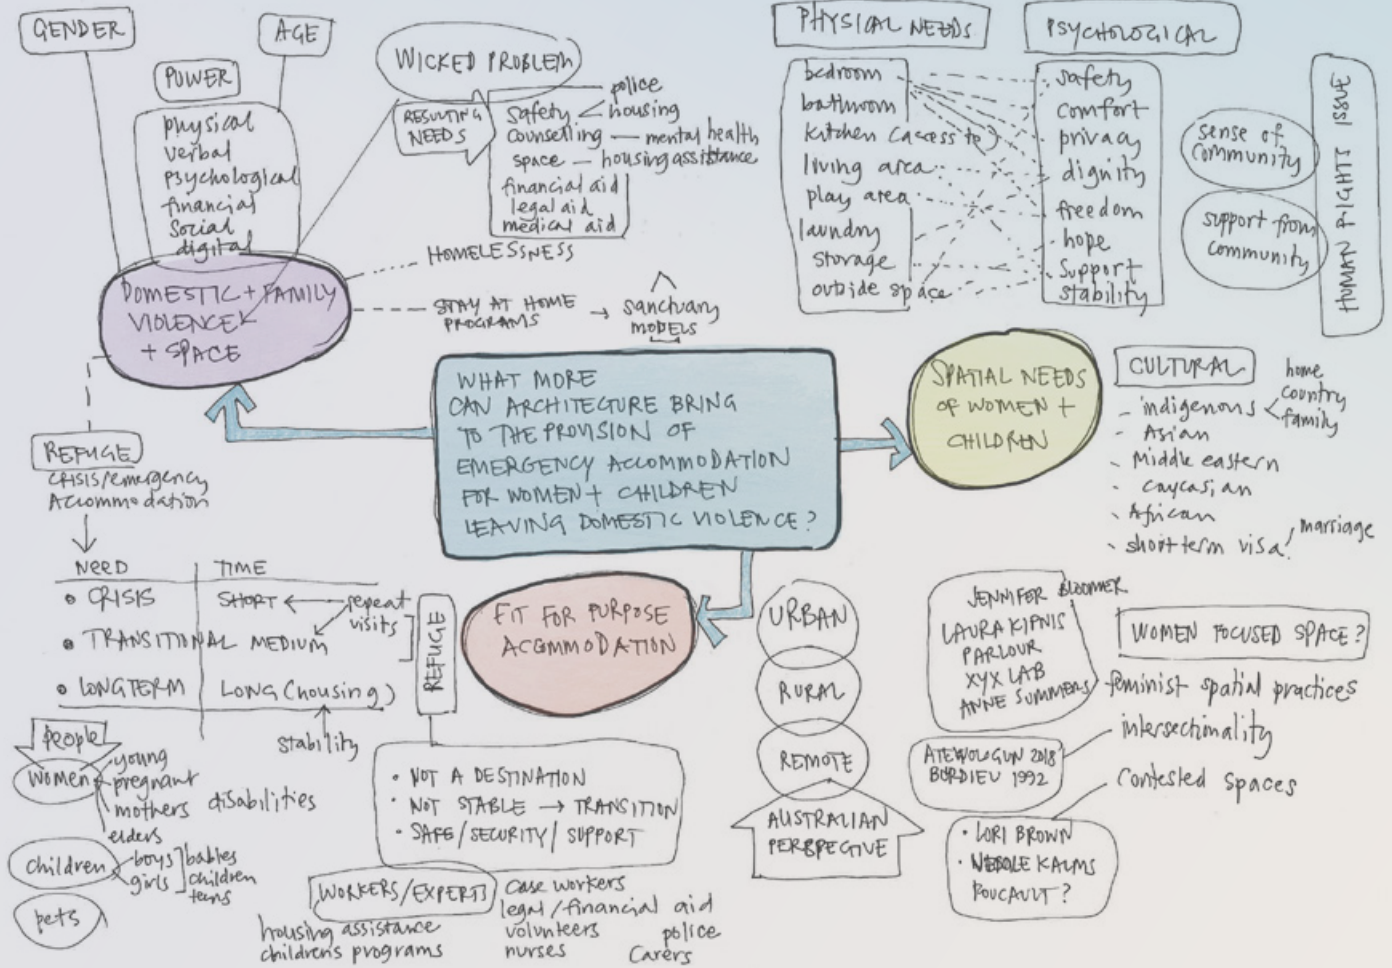 GENDER
AGE
POWER
physical
verbal
psychological
financial
Social
digital
WICKED PROBLEM
RESULTING
NEEDS
police
safety
housing
counselling — mental health
space — housing assistance
financial aid
legal aid
medical aid
DOMESTIC + FAMILY
VIOLENCE
+ SPACE
HOMELESSNESS
STAY AT HOME
PROGRAMS
→ sanctuary
MODELS
PHYSICAL NEEDS
bedroom
bathroom
kitchen (access to)
living area
play area
laundry
storage
outside space
PSYCHOLOGICAL
safety
comfort
privacy
dignity
freedom
hope
Support
stability
sense of
community
support from
community
HUMAN RIGHTS ISSUE
WHAT MORE
CAN ARCHITECTURE BRING
TO THE PROVISION OF
EMERGENCY ACCOMMODATION
FOR WOMEN + CHILDREN
LEAVING DOMESTIC VIOLENCE?
SPATIAL NEEDS
OF WOMEN +
CHILDREN
CULTURAL
- indigenous
home
country
family
- Asian
- Middle eastern
- caucasian
- African
- short term visa!
marriage
REFUGE
CRISIS/emergency
Accommodation
NEED
TIME
• CRISIS
SHORT
repeat
visits
• TRANSITIONAL
MEDIUM
• LONGTERM
LONG (housing)
stability
REFUGE
people
women
young
pregnant
mothers
elders
disabilities
children
boys
girls
babies
children
teens
pets
FIT FOR PURPOSE
ACCOMMODATION
• NOT A DESTINATION
• NOT STABLE → TRANSITION
• SAFE/SECURITY/SUPPORT
WORKERS/EXPERTS
housing assistance
childrens programs
case workers
legal/financial aid
volunteers
police
nurses
Carers
URBAN
RURAL
REMOTE
AUSTRALIAN
PERSPECTIVE
JENNIFER BLOOMER
LAURA KIPNIS
PARLOUR
XYX LAB
ANNE SUMMERS
WOMEN FOCUSED SPACE?
feminist spatial practices
intersectionality
ATEWOLOGUN 2018
BORDIEU 1992
contested spaces
• LORI BROWN
KALMS
FOUCAULT?